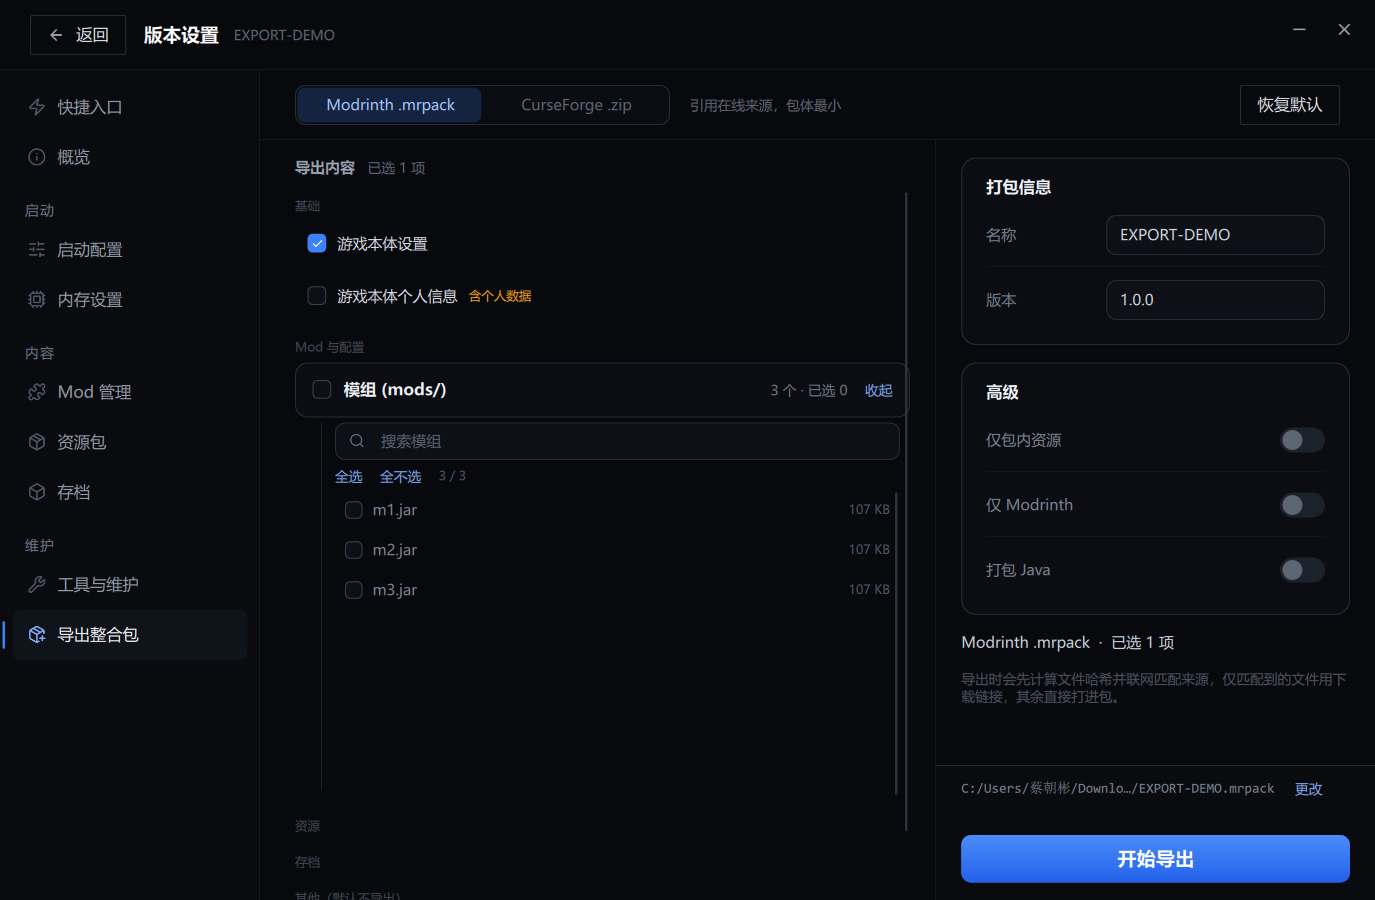 返回
版本设置
EXPORT-DEMO
快捷入口
概览
启动
启动配置
内存设置
内容
Mod 管理
资源包
存档
维护
工具与维护
导出整合包
Modrinth .mrpack
CurseForge .zip
引用在线来源，包体最小
恢复默认
导出内容
已选 1 项
基础
游戏本体设置
游戏本体个人信息
含个人数据
Mod 与配置
模组 (mods/)
3 个 · 已选 0
收起
搜索模组
全选
全不选
3 / 3
m1.jar
107 KB
m2.jar
107 KB
m3.jar
107 KB
资源
存档
其他（默认不导出）
打包信息
名称
EXPORT-DEMO
版本
1.0.0
高级
仅包内资源
仅 Modrinth
打包 Java
Modrinth .mrpack · 已选 1 项
导出时会先计算文件哈希并联网匹配来源，仅匹配到的文件用下
载链接，其余直接打进包。
C:/Users/蔡朝彬/Downlo…/EXPORT-DEMO.mrpack
更改
开始导出